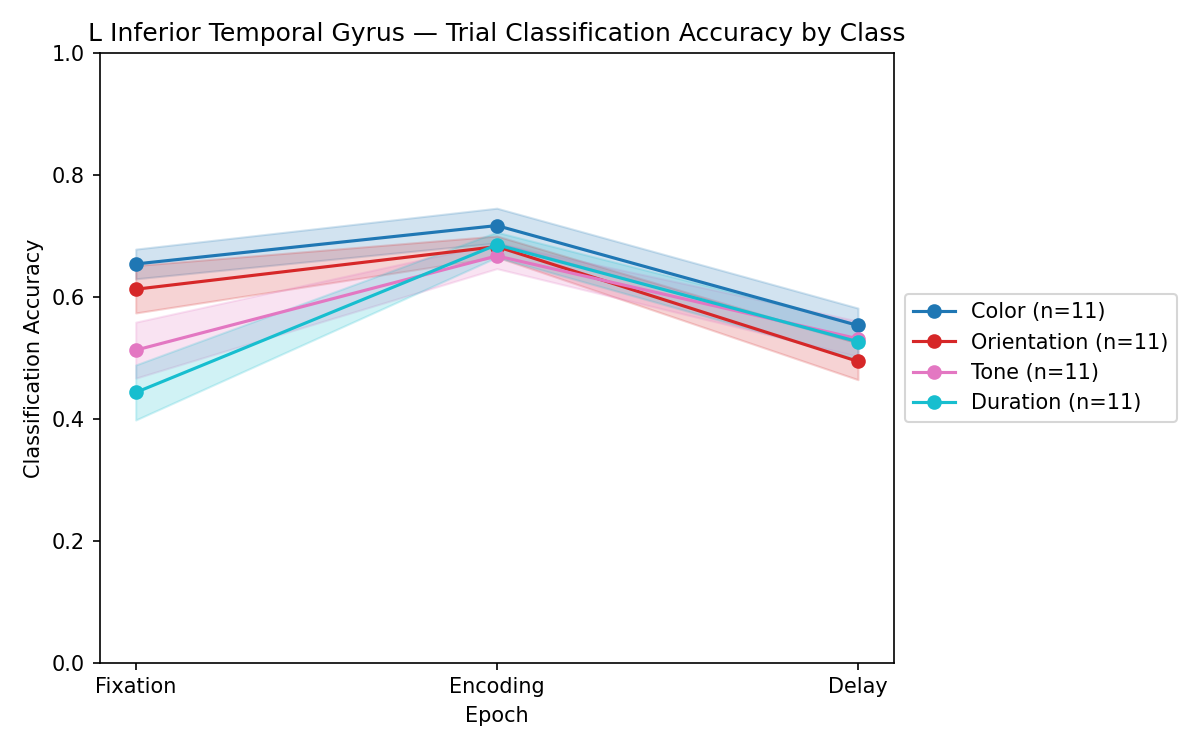 L Inferior Temporal Gyrus — Trial Classification Accuracy by Class
Classification Accuracy
1.0
0.8
0.6
0.4
0.2
0.0
Fixation
Encoding
Delay
Epoch
Color (n=11)
Orientation (n=11)
Tone (n=11)
Duration (n=11)